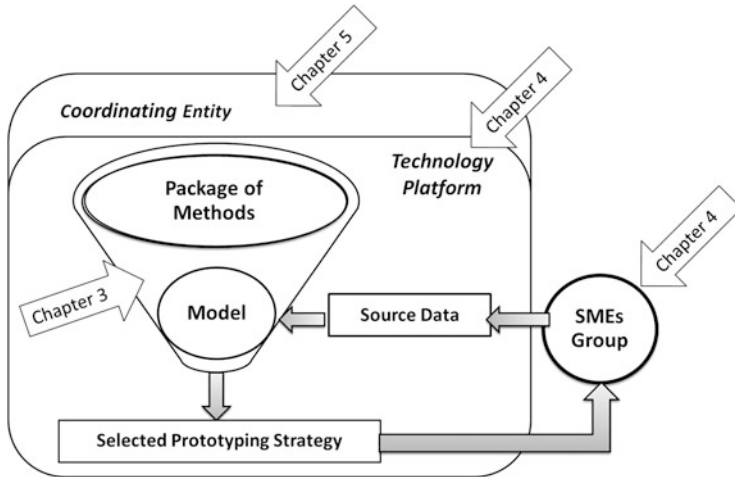 Chapter 5
Chapter 4
Coordinating Entity
Technology
Platform
Package of
Methods
Chapter 4
Chapter 3
Model
Source Data
SMEs
Group
Selected Prototyping Strategy